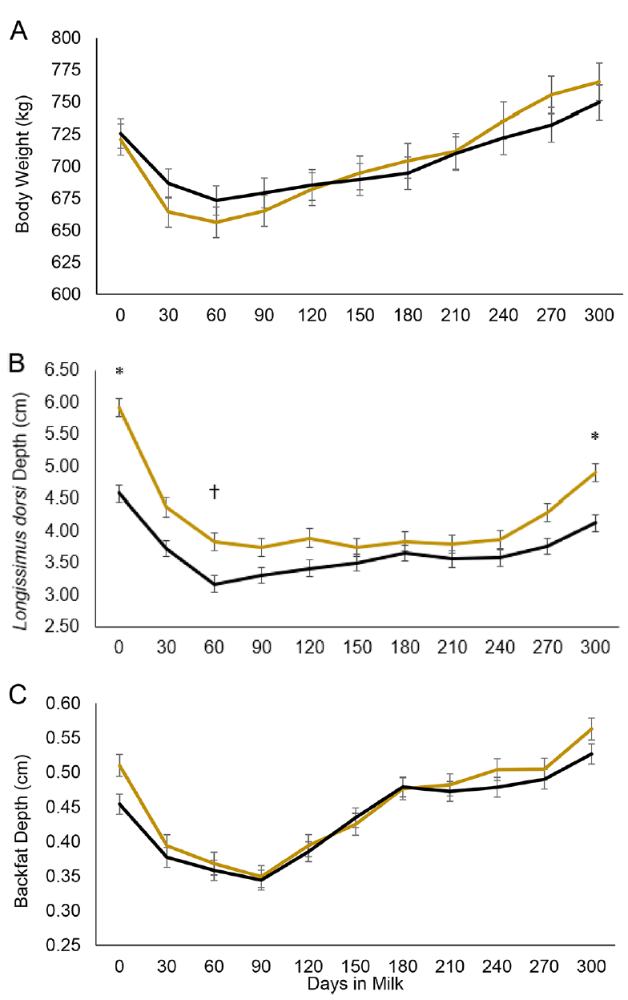 A
Body Weight (kg)
800
775
750
725
700
675
650
625
600
0 30 60 90 120 150 180 210 240 270 300
B
Longissimus dorsi Depth (cm)
6.50
6.00
5.50
5.00
4.50
4.00
3.50
3.00
2.50
*
†
*
0 30 60 90 120 150 180 210 240 270 300
C
Backfat Depth (cm)
0.60
0.55
0.50
0.45
0.40
0.35
0.30
0.25
0 30 60 90 120 150 180 210 240 270 300
Days in Milk